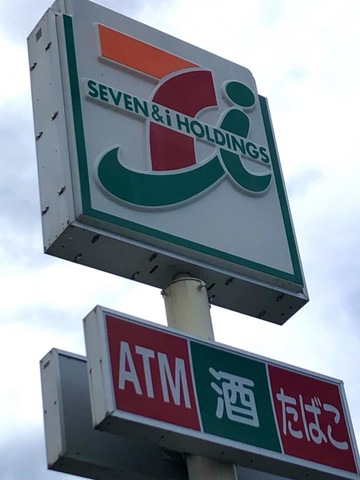 SEVEN&i HOLDINGS
ATM 酒 たばこ